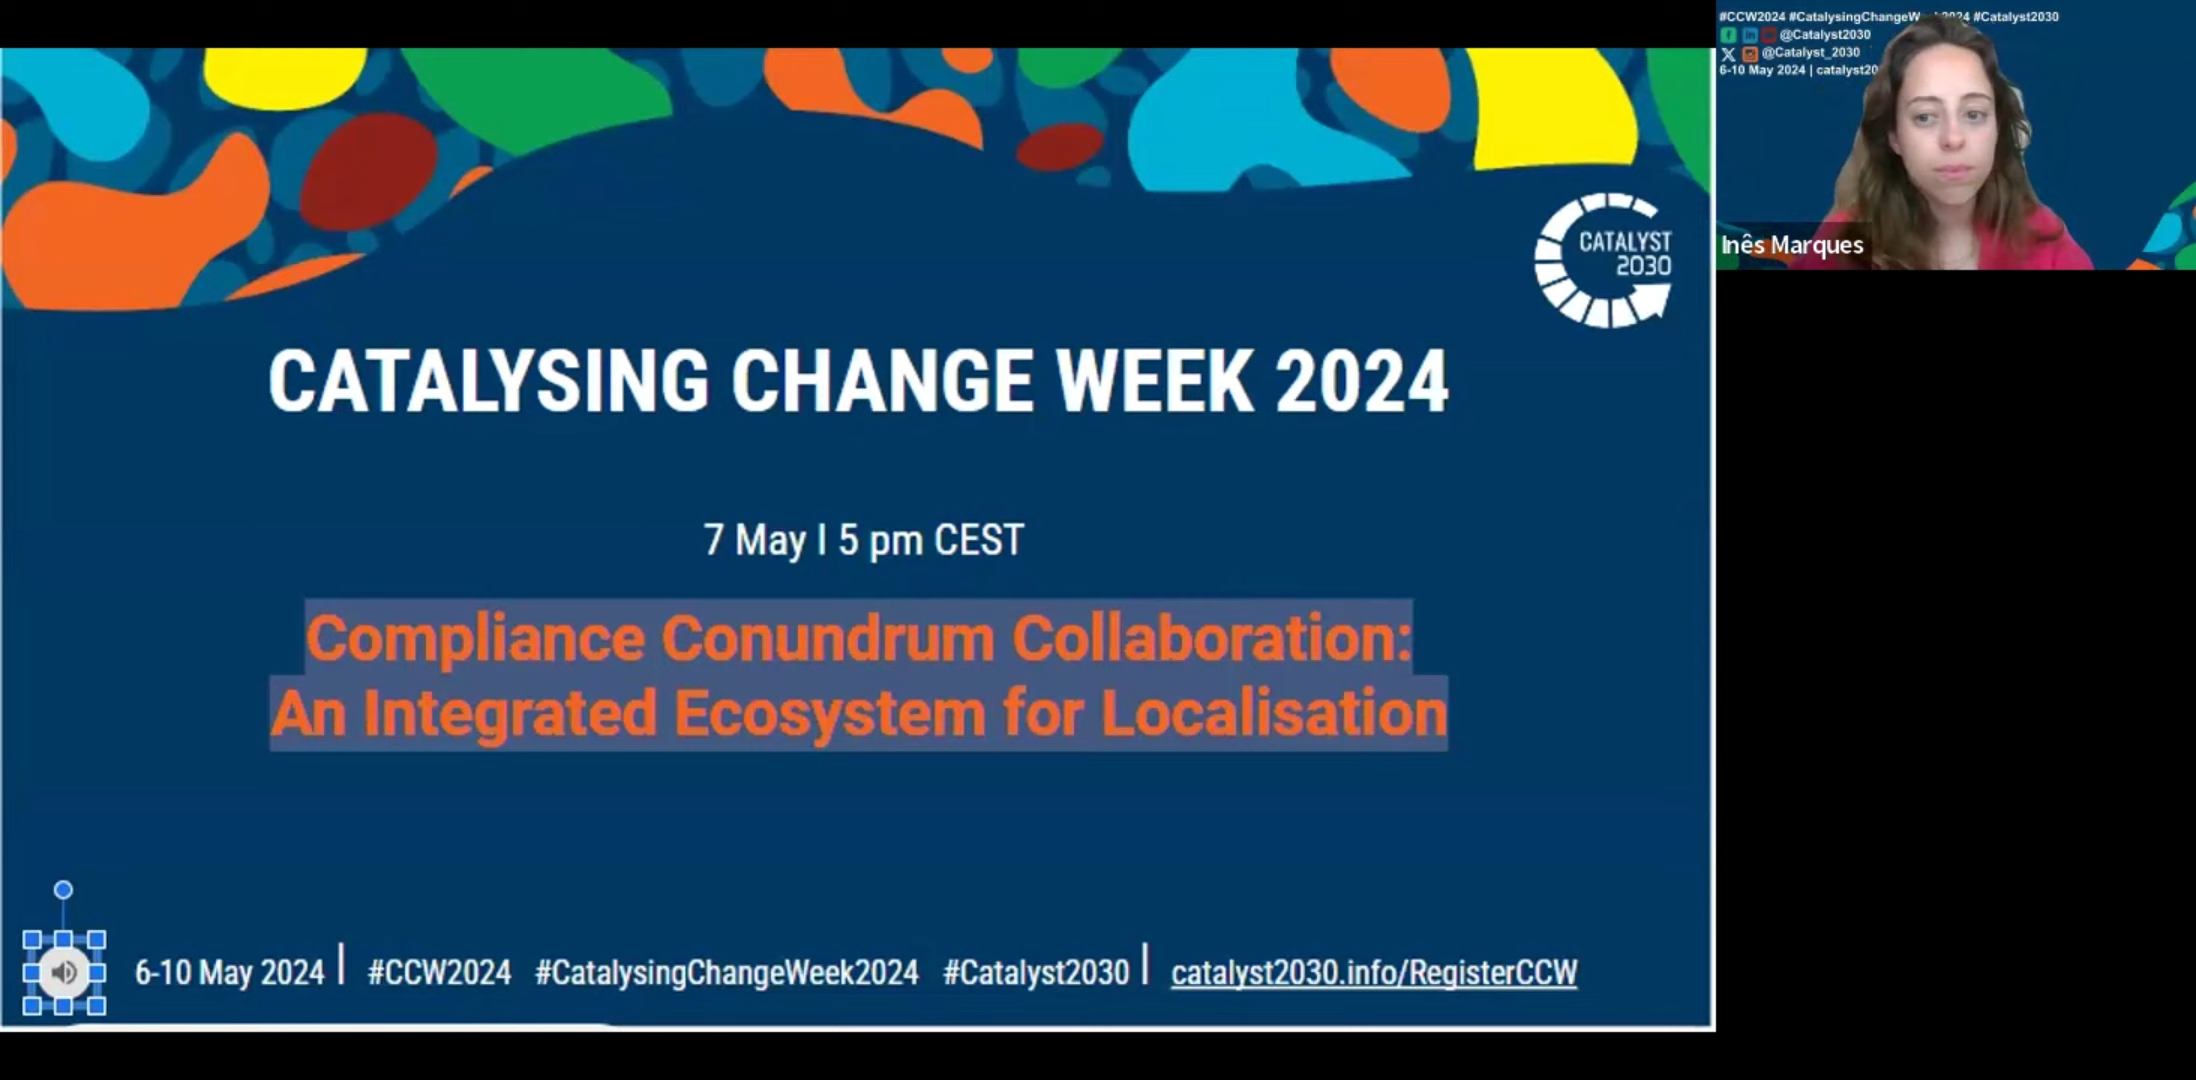 CATALYST
2030
CATALYSING CHANGE WEEK 2024
7 May I 5 pm CEST
Compliance Conundrum Collaboration:
An Integrated Ecosystem for Localisation
6-10 May 2024 | #CCW2024 #CatalysingChangeWeek2024 #Catalyst2030 | catalyst2030.info/RegisterCCW
#CCW2024 #CatalysingChangeW 2024 #Catalyst2030
@Catalyst2030
@Catalyst_2030
6-10 May 2024 | catalyst20
Inês Marques